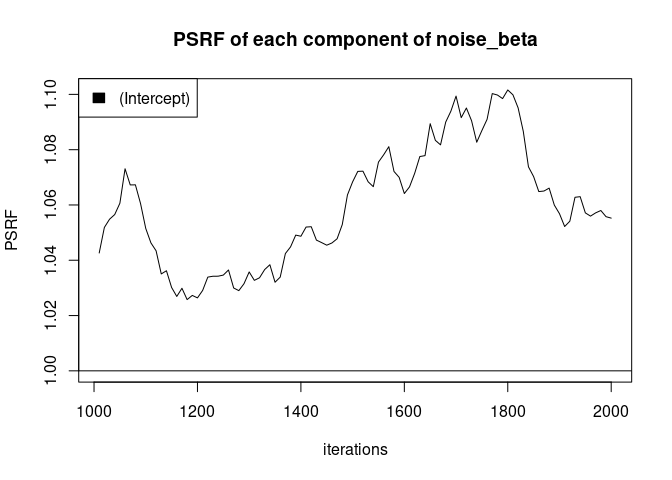 PSRF of each component of noise_beta
(Intercept)
PSRF
1.10
1.08
1.06
1.04
1.02
1.00
1000 1200 1400 1600 1800 2000
iterations